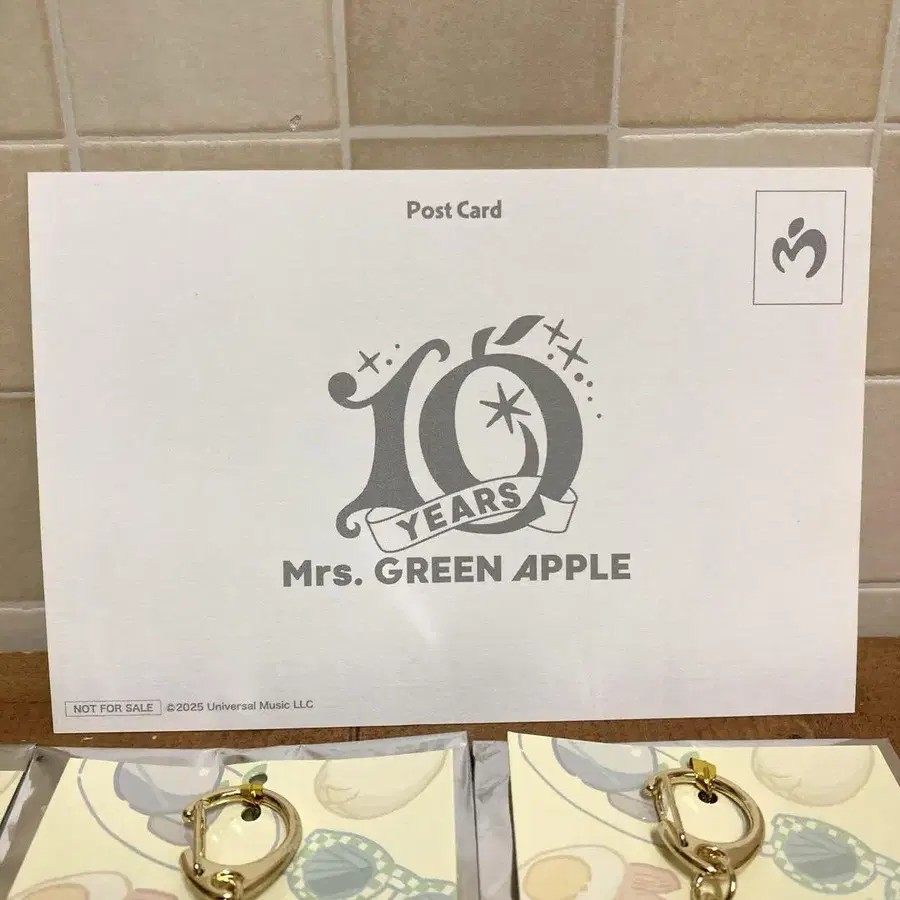 Post Card
10
YEARS
Mrs. GREEN APPLE
NOT FOR SALE ©2025 Universal Music LLC